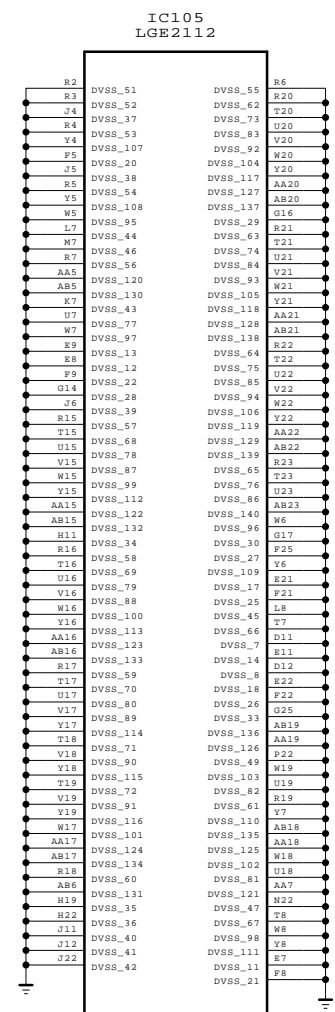 IC105
LGE2112
R2 DVSS_51 DVSS_55 R6
R3 DVSS_52 DVSS_62 R20
J4 DVSS_37 DVSS_73 T20
R4 DVSS_53 DVSS_83 U20
Y4 DVSS_107 DVSS_92 V20
F5 DVSS_20 DVSS_104 W20
J5 DVSS_38 DVSS_117 Y20
R5 DVSS_54 DVSS_127 AA20
Y5 DVSS_108 DVSS_137 AB20
W5 DVSS_95 DVSS_29 G16
L7 DVSS_44 DVSS_63 R21
M7 DVSS_46 DVSS_74 T21
R7 DVSS_56 DVSS_84 U21
AA5 DVSS_120 DVSS_93 V21
AB5 DVSS_130 DVSS_105 W21
K7 DVSS_43 DVSS_118 Y21
U7 DVSS_77 DVSS_128 AA21
W7 DVSS_97 DVSS_138 AB21
E9 DVSS_13 DVSS_64 R22
E8 DVSS_12 DVSS_75 T22
F9 DVSS_22 DVSS_85 U22
G14 DVSS_28 DVSS_94 V22
J6 DVSS_39 DVSS_106 W22
R15 DVSS_57 DVSS_119 Y22
T15 DVSS_68 DVSS_129 AA22
U15 DVSS_78 DVSS_139 AB22
V15 DVSS_87 DVSS_65 R23
W15 DVSS_99 DVSS_76 T23
Y15 DVSS_112 DVSS_86 U23
AA15 DVSS_122 DVSS_140 AB23
AB15 DVSS_132 DVSS_96 W6
H11 DVSS_34 DVSS_30 G17
R16 DVSS_58 DVSS_27 F25
T16 DVSS_69 DVSS_109 Y6
U16 DVSS_79 DVSS_17 E21
V16 DVSS_88 DVSS_25 F21
W16 DVSS_100 DVSS_45 L8
Y16 DVSS_113 DVSS_66 T7
AA16 DVSS_123 DVSS_7 D11
AB16 DVSS_133 DVSS_14 E11
R17 DVSS_59 DVSS_8 D12
T17 DVSS_70 DVSS_18 E22
U17 DVSS_80 DVSS_26 F22
V17 DVSS_89 DVSS_33 G25
Y17 DVSS_114 DVSS_136 AB19
T18 DVSS_71 DVSS_126 AA19
V18 DVSS_90 DVSS_49 P22
Y18 DVSS_115 DVSS_103 W19
T19 DVSS_72 DVSS_82 U19
V19 DVSS_91 DVSS_61 R19
Y19 DVSS_116 DVSS_110 Y7
W17 DVSS_101 DVSS_135 AB18
AA17 DVSS_124 DVSS_125 AA18
AB17 DVSS_134 DVSS_102 W18
R18 DVSS_60 DVSS_81 U18
AB6 DVSS_131 DVSS_121 AA7
H19 DVSS_35 DVSS_47 N22
H22 DVSS_36 DVSS_67 T8
J11 DVSS_40 DVSS_98 W8
J12 DVSS_41 DVSS_111 Y8
J22 DVSS_42 DVSS_11 E7
DVSS_21 F8